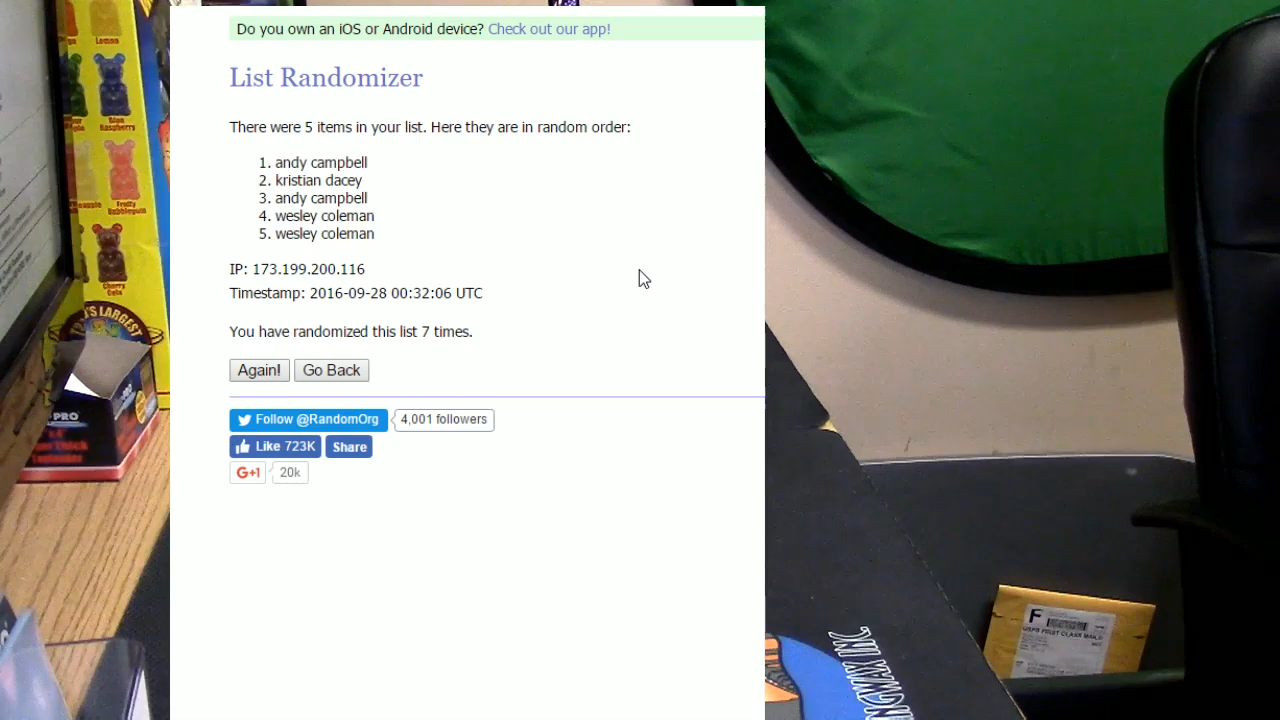 Do you own an iOS or Android device? Check out our app!
List Randomizer
There were 5 items in your list. Here they are in random order:
1. andy campbell
2. kristian dacey
3. andy campbell
4. wesley coleman
5. wesley coleman
IP: 173.199.200.116
Timestamp: 2016-09-28 00:32:06 UTC
You have randomized this list 7 times.
Again! Go Back
Follow @RandomOrg 4,001 followers
Like 723K Share
G+1 20k
Lemon
Blue
Raspberry
Fruity
Bubblegum
Cherry
Cola
LARGEST
PRO
F
USPS FIRST CLASS MAIL
WAX INC.